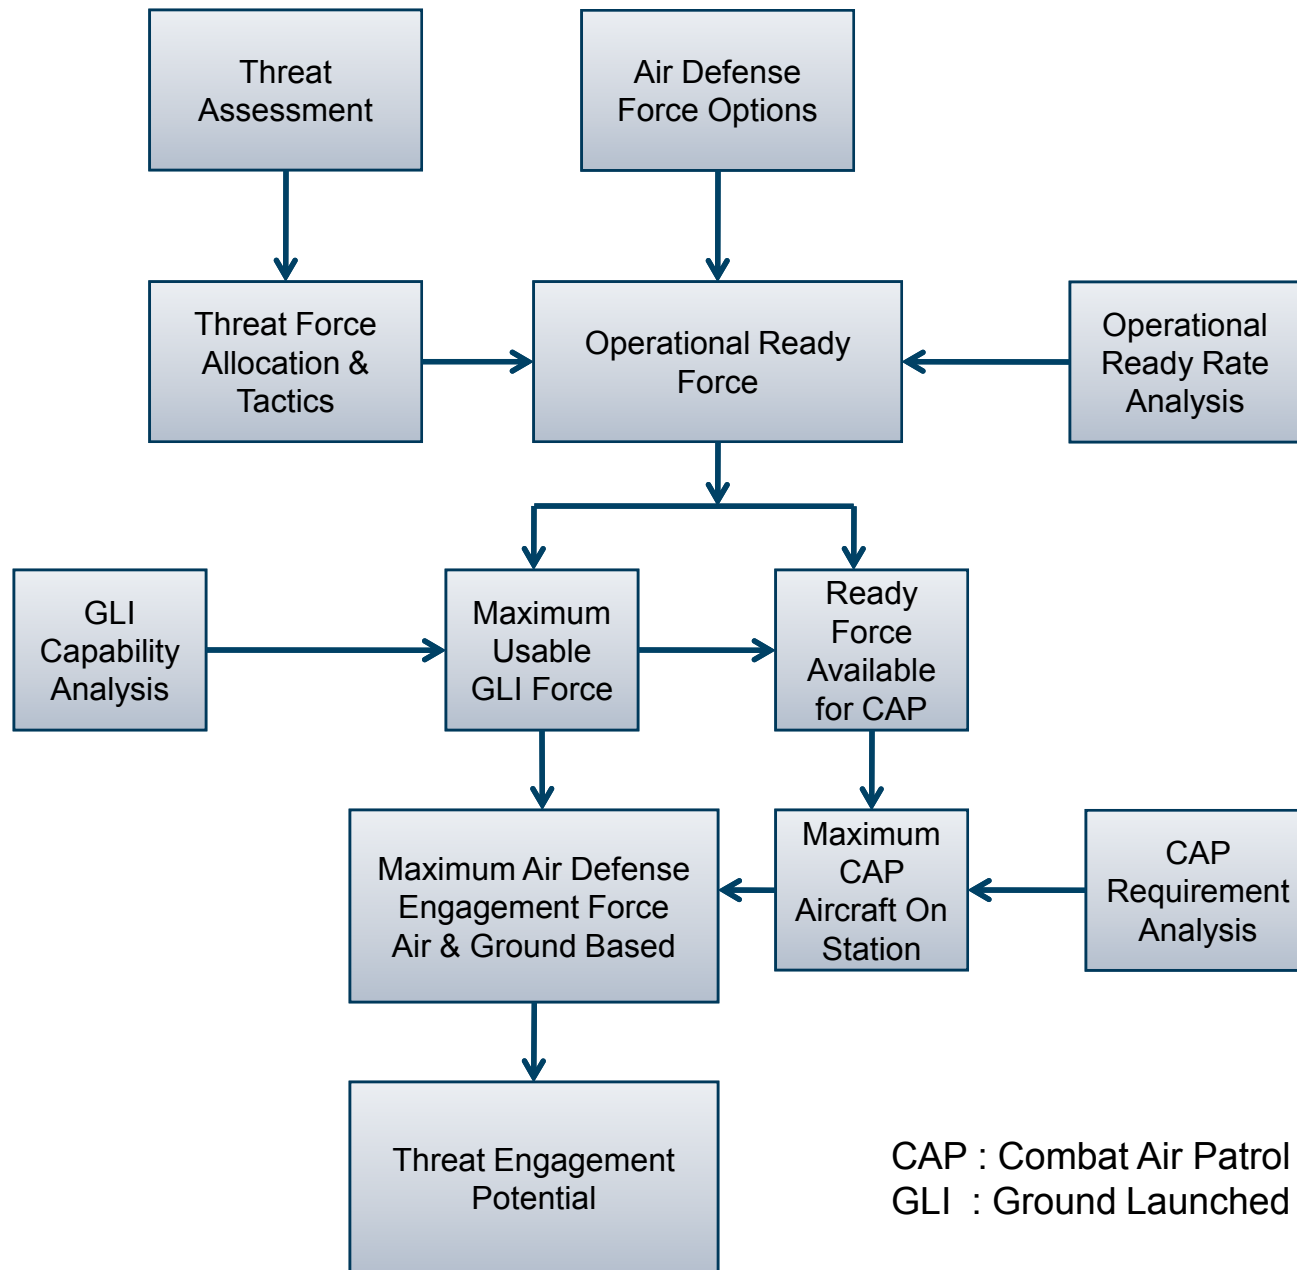 Threat
Assessment
Air Defense
Force Options
Threat Force
Allocation &
Tactics
Operational Ready
Force
Operational
Ready Rate
Analysis
GLI
Capability
Analysis
Maximum
Usable
GLI Force
Ready
Force
Available
for CAP
Maximum Air Defense
Engagement Force
Air & Ground Based
Maximum
CAP
Aircraft On
Station
CAP
Requirement
Analysis
Threat Engagement
Potential
CAP : Combat Air Patrol
GLI : Ground Launched